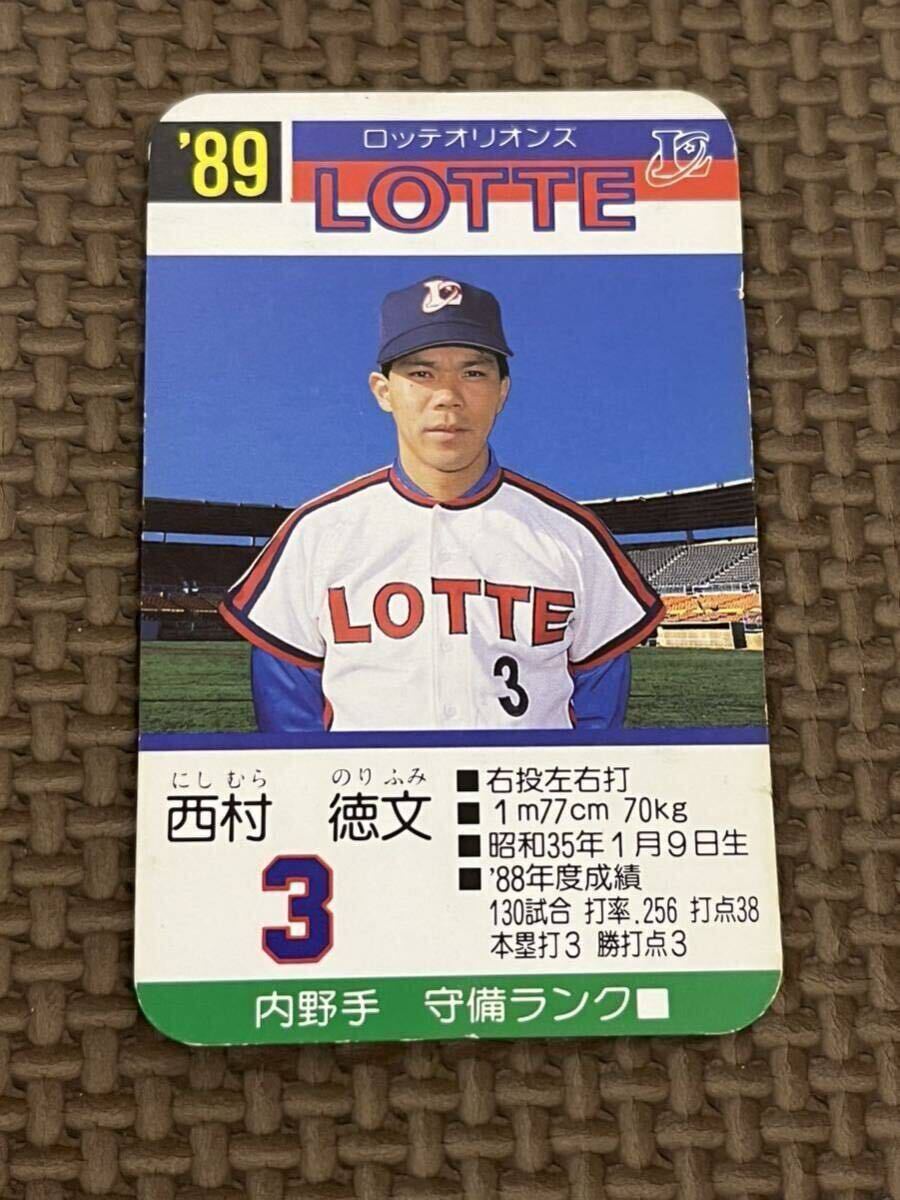 '89
ロッテオリオンズ
LOTTE
LOTTE
3
にし むら のり ふみ
西村 徳文
3
■右投左右打
■1m77cm 70kg
■昭和35年1月9日生
■'88年度成績
130試合 打率.256 打点38
本塁打3 勝打点3
内野手 守備ランク■